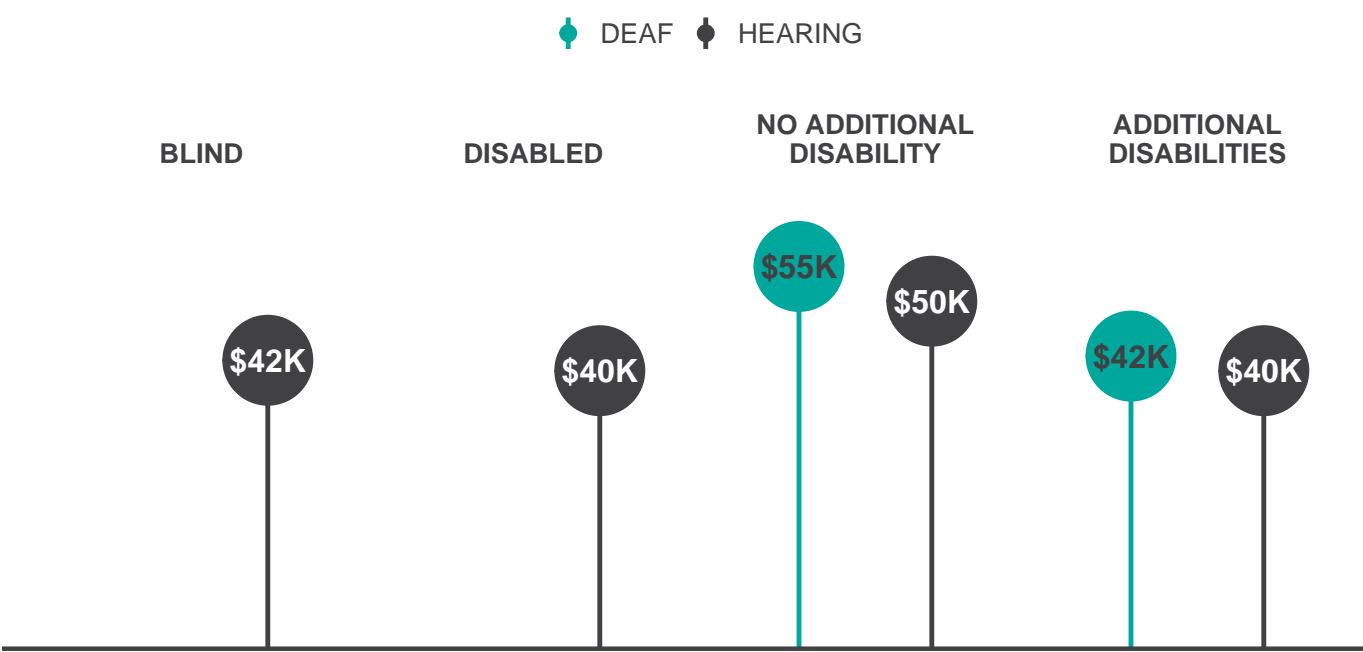 DEAF HEARING
BLIND
DISABLED
NO ADDITIONAL
DISABILITY
ADDITIONAL
DISABILITIES
$42K
$40K
$55K
$50K
$42K
$40K